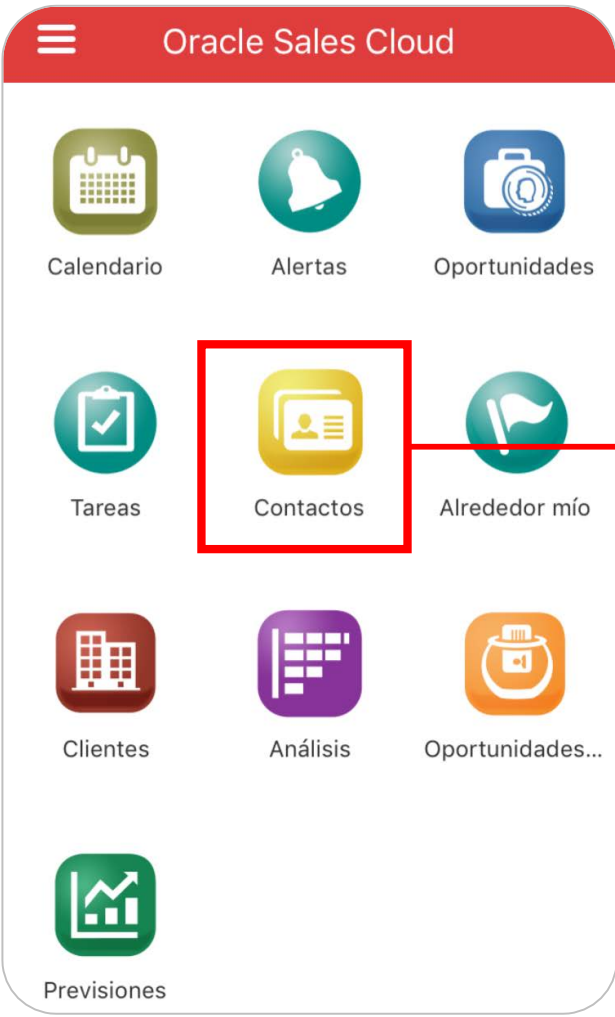 Oracle Sales Cloud
Calendario
Alertas
Oportunidades
Tareas
Contactos
Alrededor mío
Clientes
Análisis
Oportunidades...
Previsiones